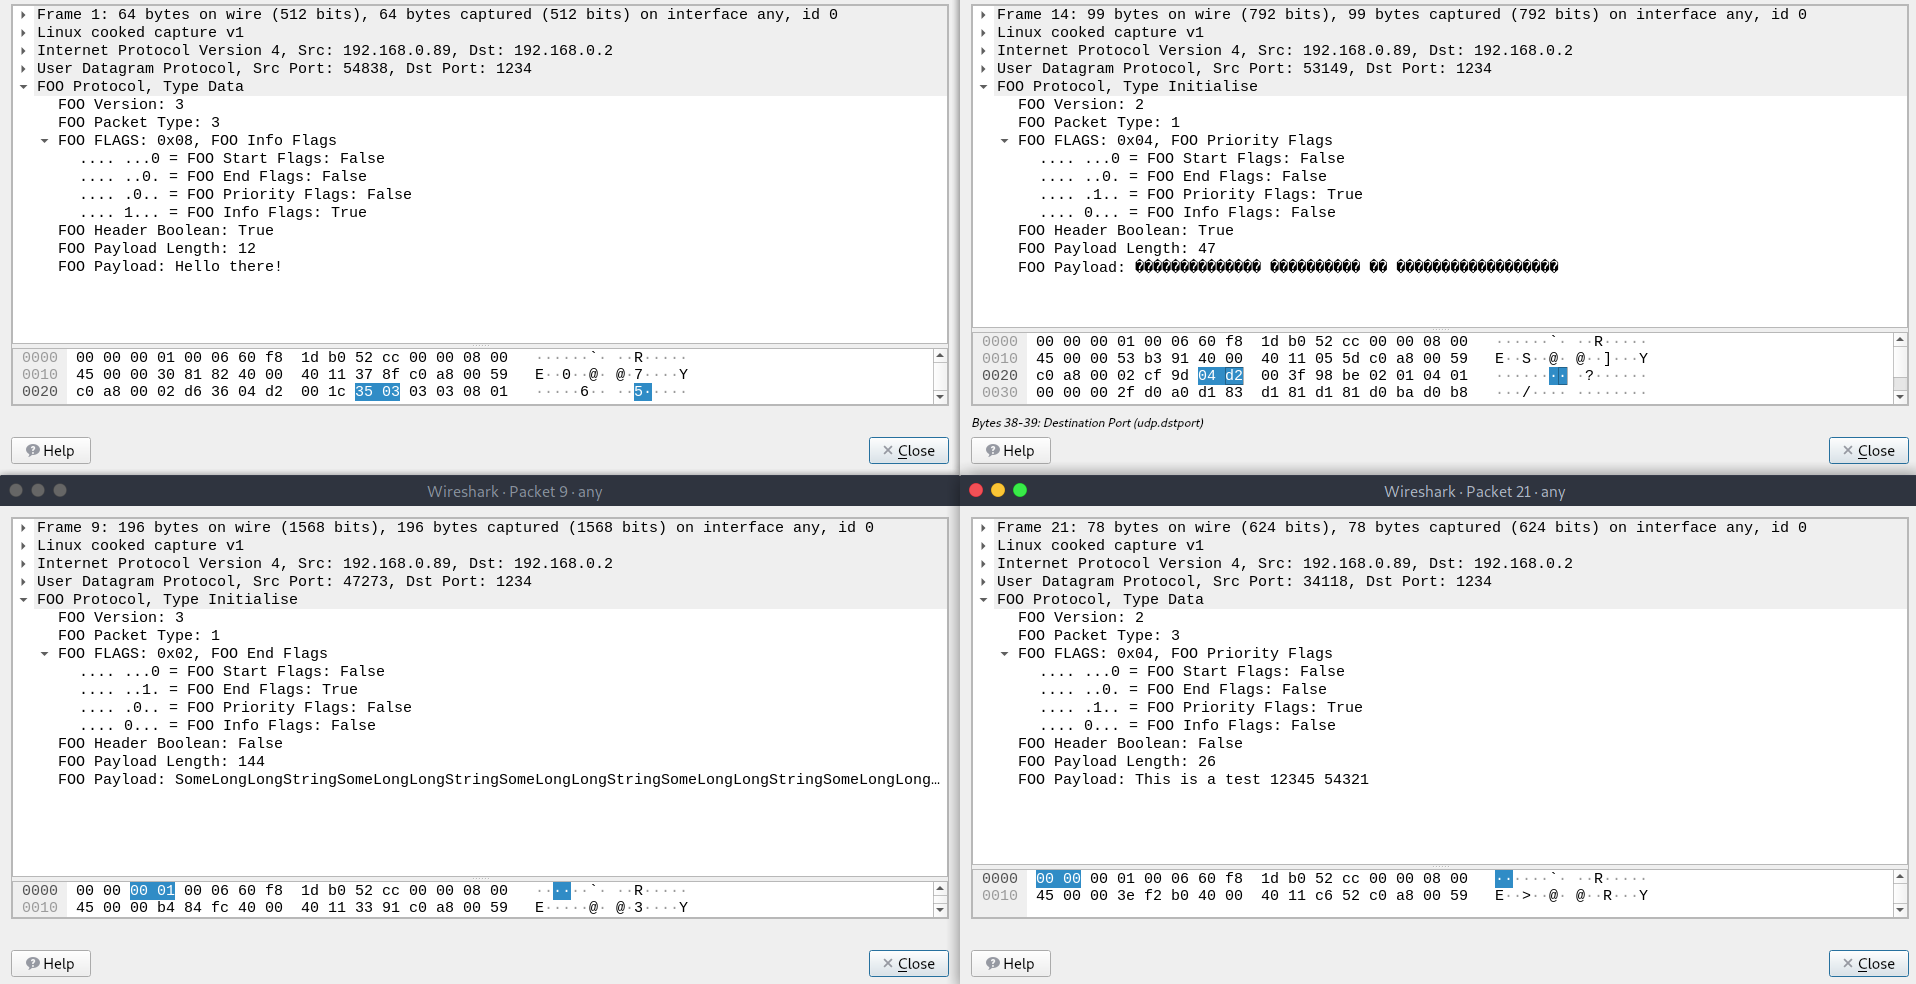 Frame 1: 64 bytes on wire (512 bits), 64 bytes captured (512 bits) on interface any, id 0
Linux cooked capture v1
Internet Protocol Version 4, Src: 192.168.0.89, Dst: 192.168.0.2
User Datagram Protocol, Src Port: 54838, Dst Port: 1234
FOO Protocol, Type Data
FOO Version: 3
FOO Packet Type: 3
FOO FLAGS: 0x08, FOO Info Flags
.... ...0 = FOO Start Flags: False
.... ..0. = FOO End Flags: False
.... .0.. = FOO Priority Flags: False
.... 1... = FOO Info Flags: True
FOO Header Boolean: True
FOO Payload Length: 12
FOO Payload: Hello there!
0000 00 00 00 01 00 06 60 f8 1d b0 52 cc 00 00 08 00 ······`· ··R·····
0010 45 00 00 30 81 82 40 00 40 11 37 8f c0 a8 00 59 E··0··@· @·7····Y
0020 c0 a8 00 02 d6 36 04 d2 00 1c 35 03 03 03 08 01 ·····6·· ··5·····
Help
Close
Frame 14: 99 bytes on wire (792 bits), 99 bytes captured (792 bits) on interface any, id 0
Linux cooked capture v1
Internet Protocol Version 4, Src: 192.168.0.89, Dst: 192.168.0.2
User Datagram Protocol, Src Port: 53149, Dst Port: 1234
FOO Protocol, Type Initialise
FOO Version: 2
FOO Packet Type: 1
FOO FLAGS: 0x04, FOO Priority Flags
.... ...0 = FOO Start Flags: False
.... ..0. = FOO End Flags: False
.... .1.. = FOO Priority Flags: True
.... 0... = FOO Info Flags: False
FOO Header Boolean: True
FOO Payload Length: 47
FOO Payload: �������������� ���������� �� ������������������
0000 00 00 00 01 00 06 60 f8 1d b0 52 cc 00 00 08 00 ······`· ··R·····
0010 45 00 00 53 b3 91 40 00 40 11 05 5d c0 a8 00 59 E··S··@· @··]···Y
0020 c0 a8 00 02 cf 9d 04 d2 00 3f 98 be 02 01 04 01 ········ ·?······
0030 00 00 00 2f d0 a0 d1 83 d1 81 d1 81 d0 ba d0 b8 ···/···· ········
Bytes 38-39: Destination Port (udp.dstport)
Help
Close
Wireshark · Packet 9 · any
Frame 9: 196 bytes on wire (1568 bits), 196 bytes captured (1568 bits) on interface any, id 0
Linux cooked capture v1
Internet Protocol Version 4, Src: 192.168.0.89, Dst: 192.168.0.2
User Datagram Protocol, Src Port: 47273, Dst Port: 1234
FOO Protocol, Type Initialise
FOO Version: 3
FOO Packet Type: 1
FOO FLAGS: 0x02, FOO End Flags
.... ...0 = FOO Start Flags: False
.... ..1. = FOO End Flags: True
.... .0.. = FOO Priority Flags: False
.... 0... = FOO Info Flags: False
FOO Header Boolean: False
FOO Payload Length: 144
FOO Payload: SomeLongLongStringSomeLongLongStringSomeLongLongStringSomeLongLongStringSomeLongLong…
0000 00 00 00 01 00 06 60 f8 1d b0 52 cc 00 00 08 00 ······`· ··R·····
0010 45 00 00 b4 84 fc 40 00 40 11 33 91 c0 a8 00 59 E·····@· @·3····Y
Help
Close
Wireshark · Packet 21 · any
Frame 21: 78 bytes on wire (624 bits), 78 bytes captured (624 bits) on interface any, id 0
Linux cooked capture v1
Internet Protocol Version 4, Src: 192.168.0.89, Dst: 192.168.0.2
User Datagram Protocol, Src Port: 34118, Dst Port: 1234
FOO Protocol, Type Data
FOO Version: 2
FOO Packet Type: 3
FOO FLAGS: 0x04, FOO Priority Flags
.... ...0 = FOO Start Flags: False
.... ..0. = FOO End Flags: False
.... .1.. = FOO Priority Flags: True
.... 0... = FOO Info Flags: False
FOO Header Boolean: False
FOO Payload Length: 26
FOO Payload: This is a test 12345 54321
0000 00 00 00 01 00 06 60 f8 1d b0 52 cc 00 00 08 00 ······`· ··R·····
0010 45 00 00 3e f2 b0 40 00 40 11 c6 52 c0 a8 00 59 E··>··@· @··R···Y
Help
Close